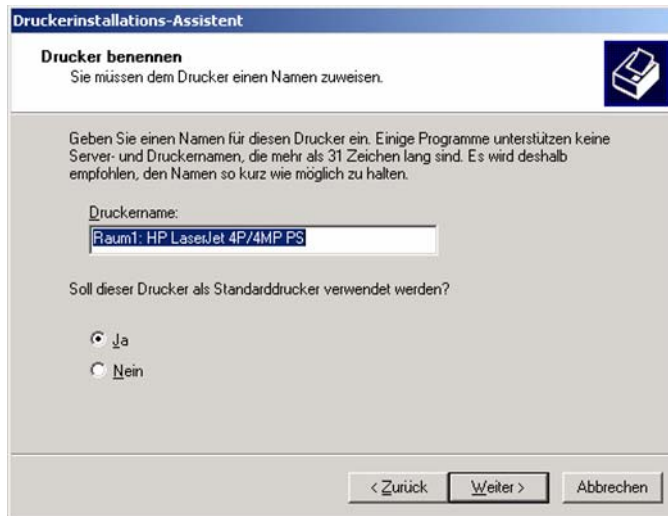 Druckerinstallations-Assistent
Drucker benennen
Sie müssen dem Drucker einen Namen zuweisen.
Geben Sie einen Namen für diesen Drucker ein. Einige Programme unterstützen keine
Server- und Druckernamen, die mehr als 31 Zeichen lang sind. Es wird deshalb
empfohlen, den Namen so kurz wie möglich zu halten.
Druckername:
Raum1: HP LaserJet 4P/4MP PS
Soll dieser Drucker als Standarddrucker verwendet werden?
Ja
Nein
< Zurück Weiter > Abbrechen